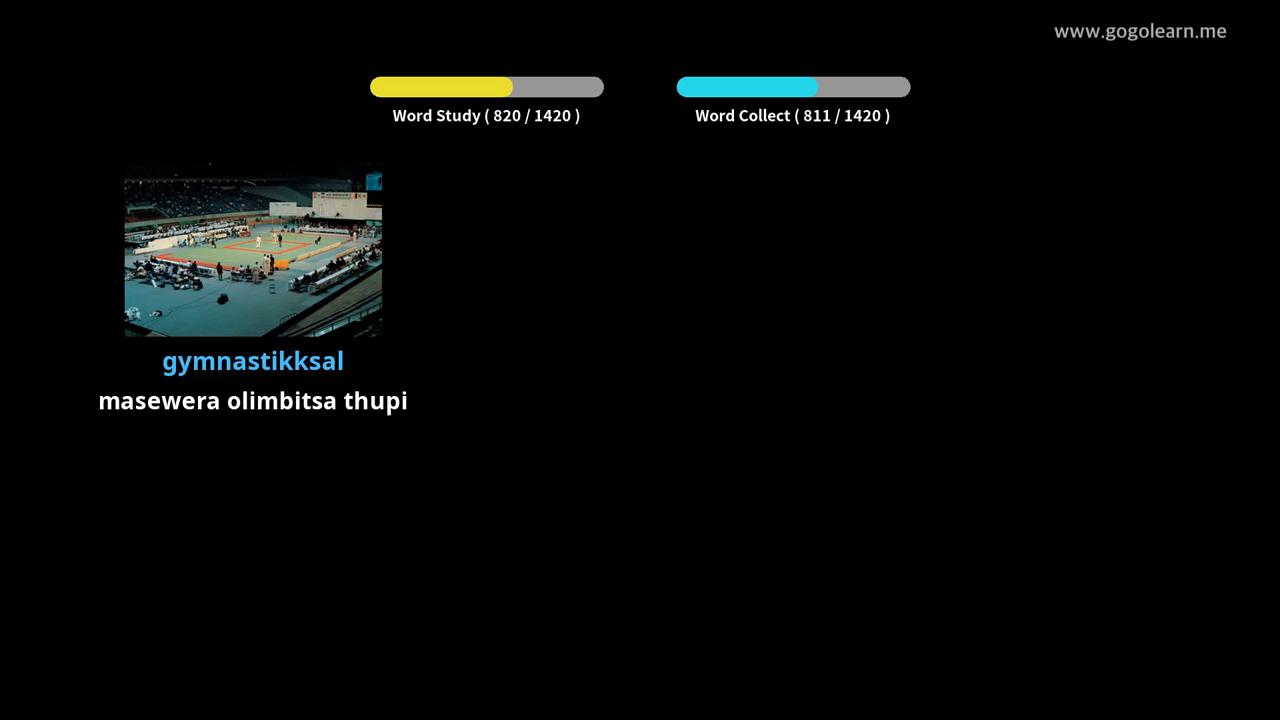 www.gogolearn.me
Word Study ( 820 / 1420 )
Word Collect ( 811 / 1420 )
gymnastikksal
masewera olimbitsa thupi